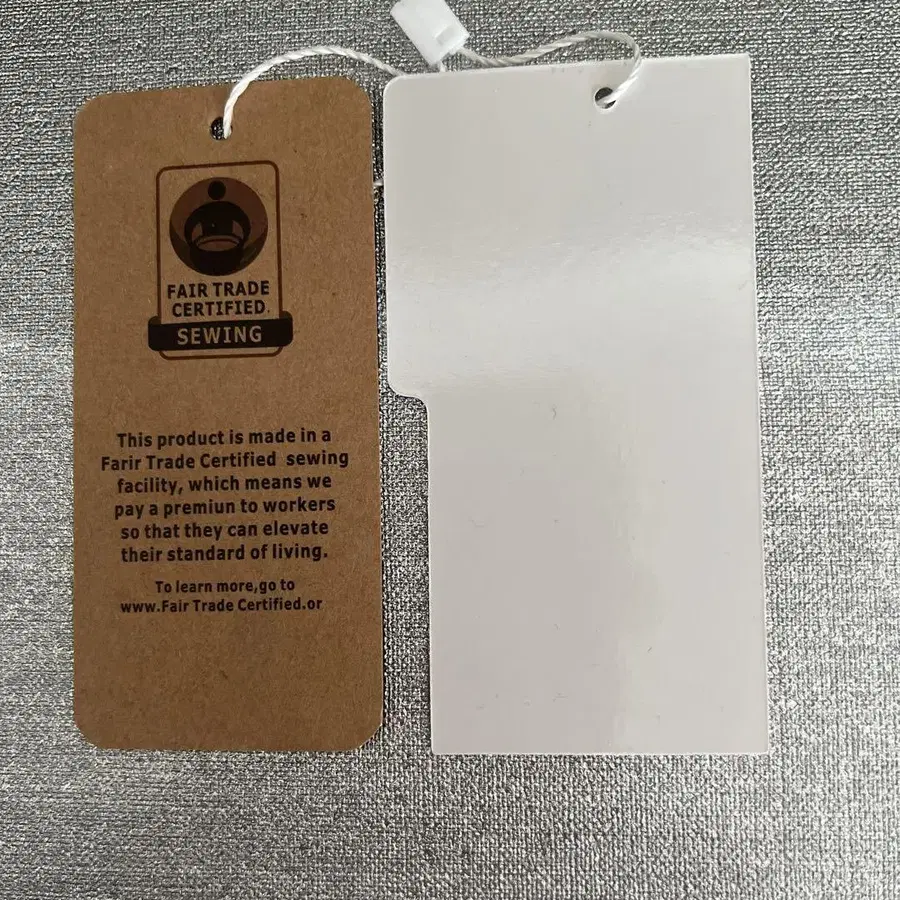 FAIR TRADE
CERTIFIED.
SEWING
This product is made in a
Farir Trade Certified sewing
facility, which means we
pay a premiun to workers
so that they can elevate
their standard of living.
To learn more,go to
www.Fair Trade Certified.or